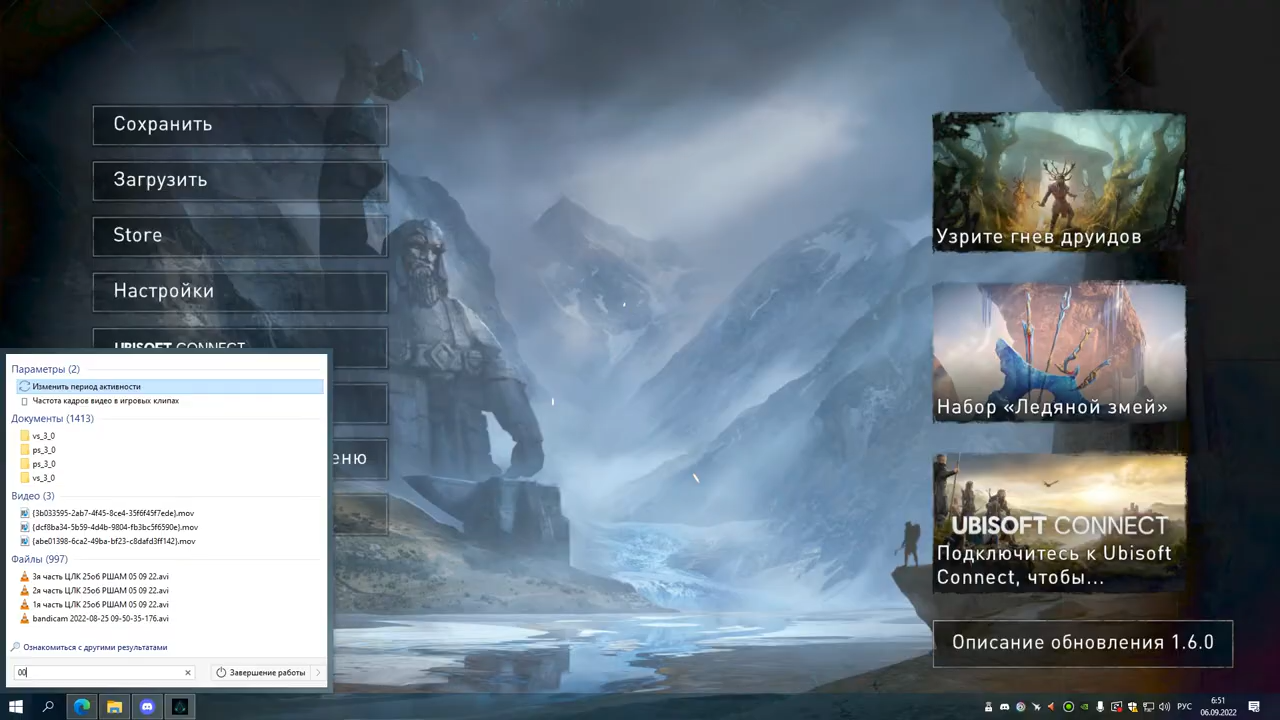 Сохранить
Загрузить
Store
Настройки
UBISOFT CONNECT
еню
Узрите гнев друидов
Набор «Ледяной змей»
UBISOFT CONNECT
Подключитесь к Ubisoft
Connect, чтобы...
Описание обновления 1.6.0
Параметры (2)
Изменить период активности
Частота кадров видео в игровых клипах
Документы (1413)
vs_3_0
ps_3_0
ps_3_0
vs_3_0
Видео (3)
{3b033595-2ab7-4f45-8ce4-35f6f45f7ede}.mov
{dcf8ba34-5b59-4d4b-9804-fb3bc5f6590e}.mov
{abe01398-6ca2-49ba-bf23-c8dafd3ff142}.mov
Файлы (997)
3я часть ЦЛК 25об РШАМ 05 09 22.avi
2я часть ЦЛК 25об РШАМ 05 09 22.avi
1я часть ЦЛК 25об РШАМ 05 09 22.avi
bandicam 2022-08-25 09-50-35-176.avi
Ознакомиться с другими результатами
00
Завершение работы
РУС
6:51
06.09.2022